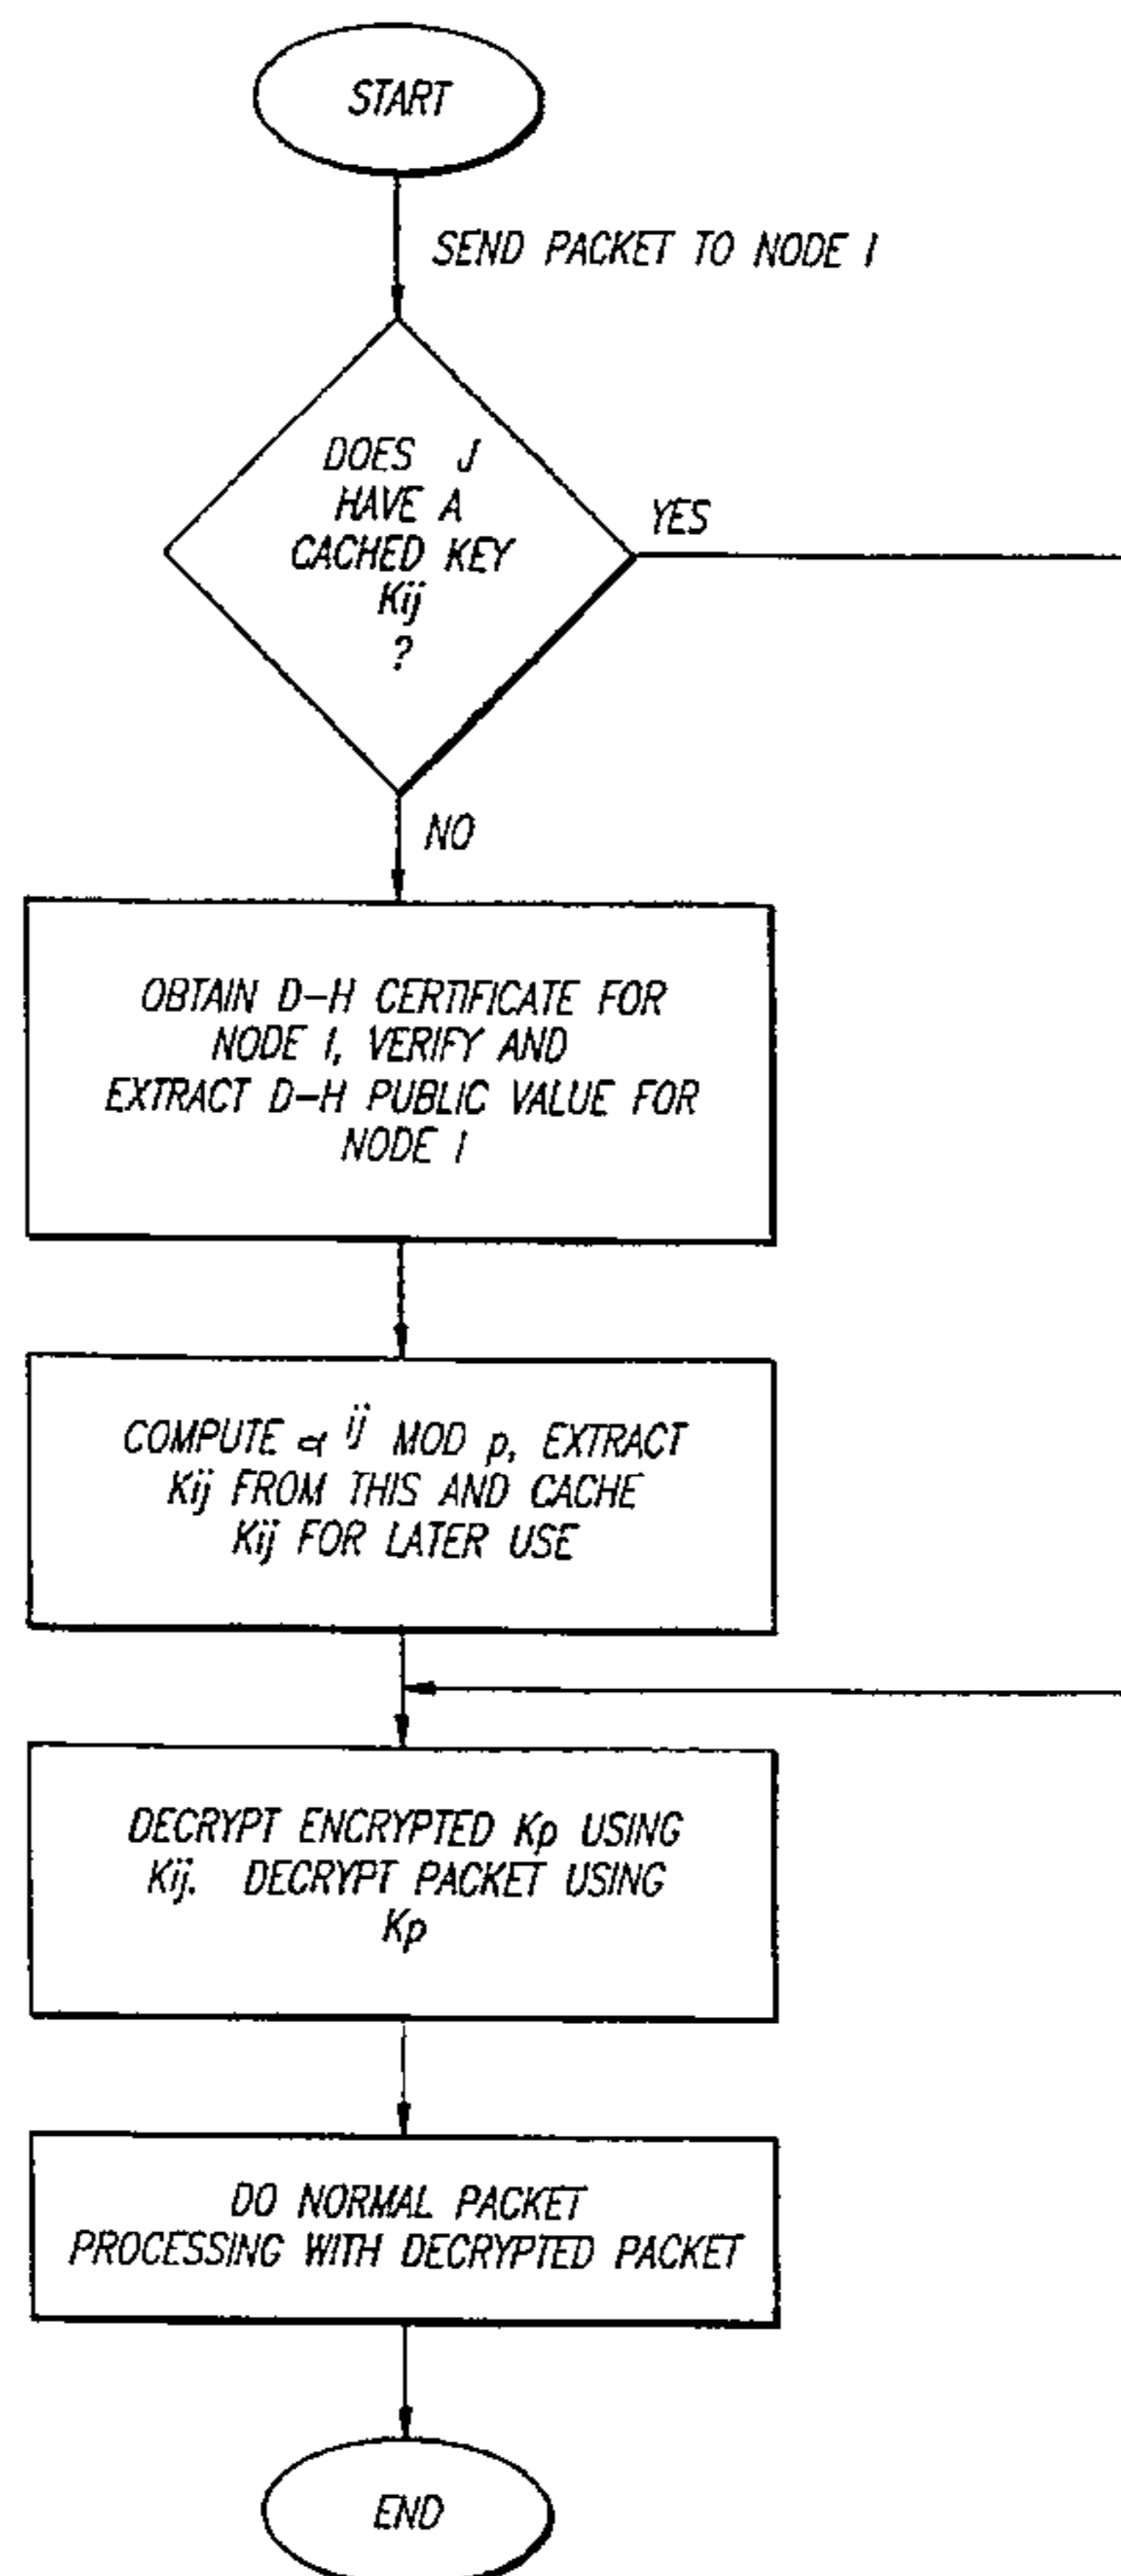 START
SEND PACKET TO NODE I
DOES J
HAVE A
CACHED KEY
Kij
?
YES
NO
OBTAIN D-H CERTIFICATE FOR
NODE I, VERIFY AND
EXTRACT D-H PUBLIC VALUE FOR
NODE I
COMPUTE α ij MOD p, EXTRACT
Kij FROM THIS AND CACHE
Kij FOR LATER USE
DECRYPT ENCRYPTED Kp USING
Kij. DECRYPT PACKET USING
Kp
DO NORMAL PACKET
PROCESSING WITH DECRYPTED PACKET
END